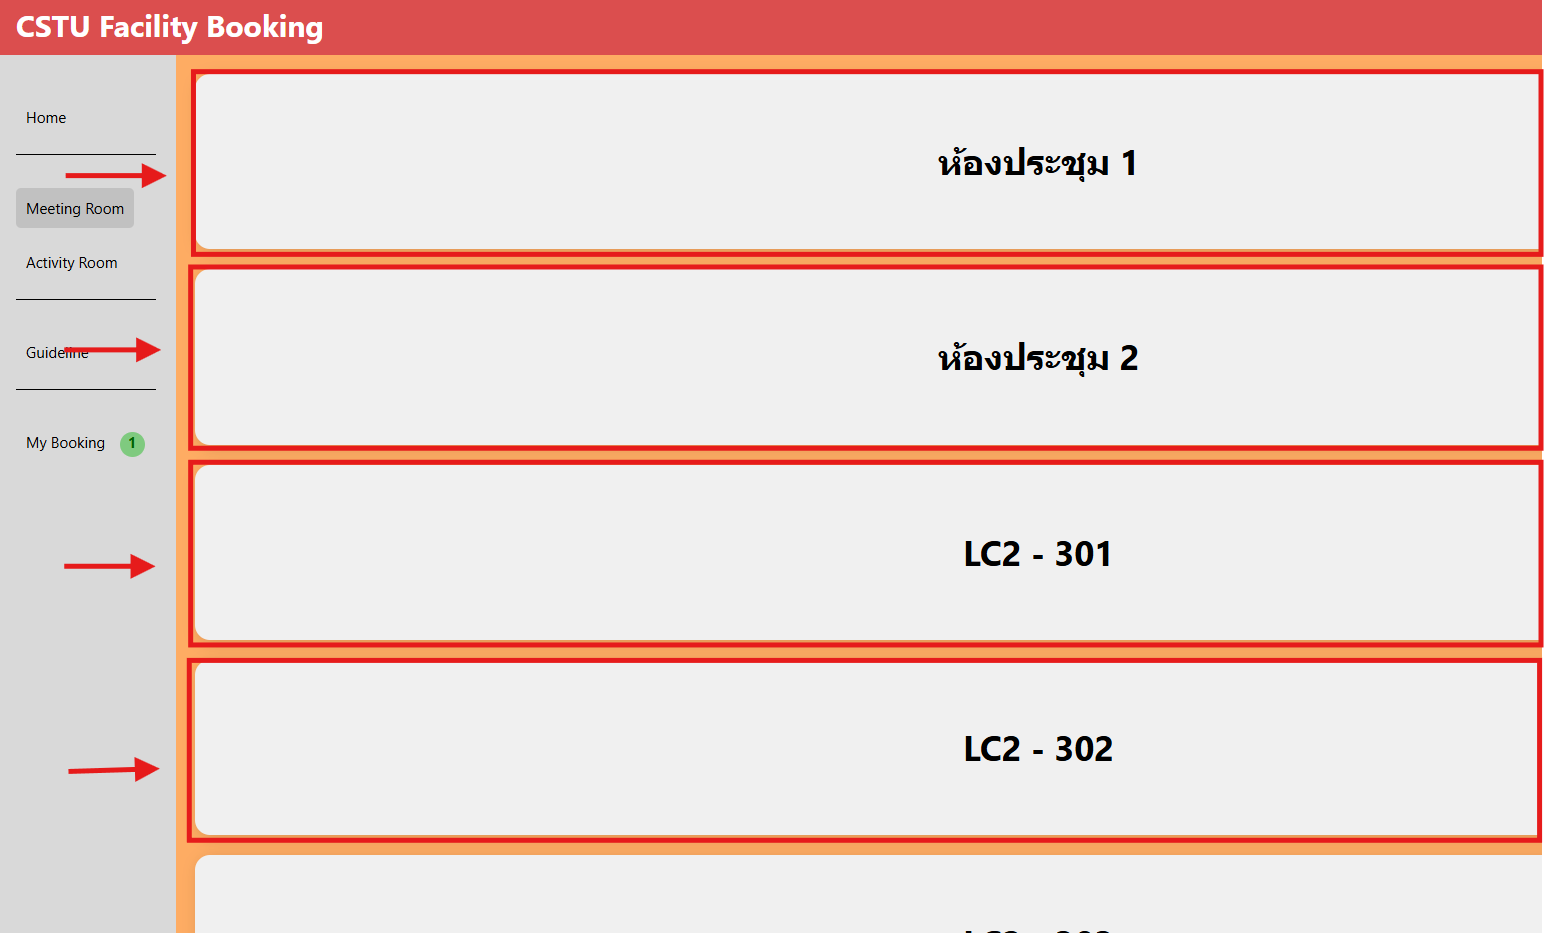 CSTU Facility Booking
Home
Meeting Room
Activity Room
Guideline
My Booking 1
ห้องประชุม 1
ห้องประชุม 2
LC2 - 301
LC2 - 302